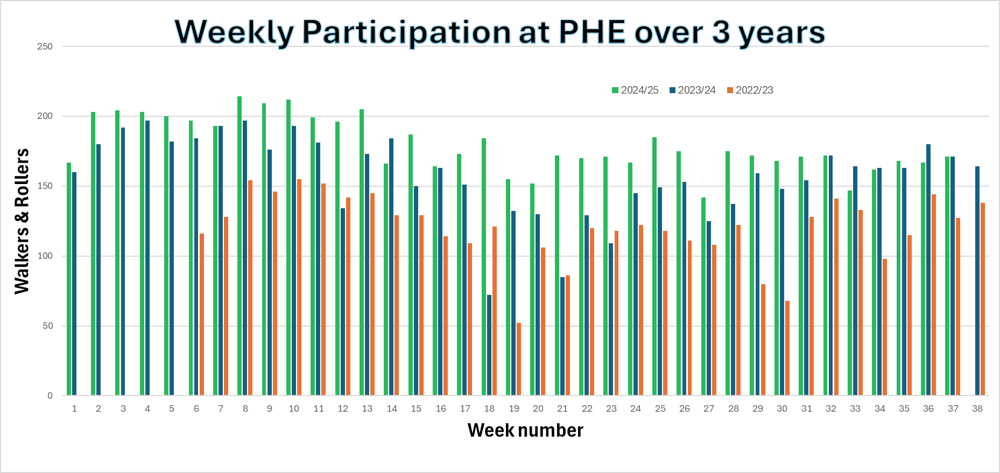 Weekly Participation at PHE over 3 years
250
2024/25 2023/24 2022/23
200
150
100
50
0
Walkers & Rollers
1 2 3 4 5 6 7 8 9 10 11 12 13 14 15 16 17 18 19 20 21 22 23 24 25 26 27 28 29 30 31 32 33 34 35 36 37 38
Week number